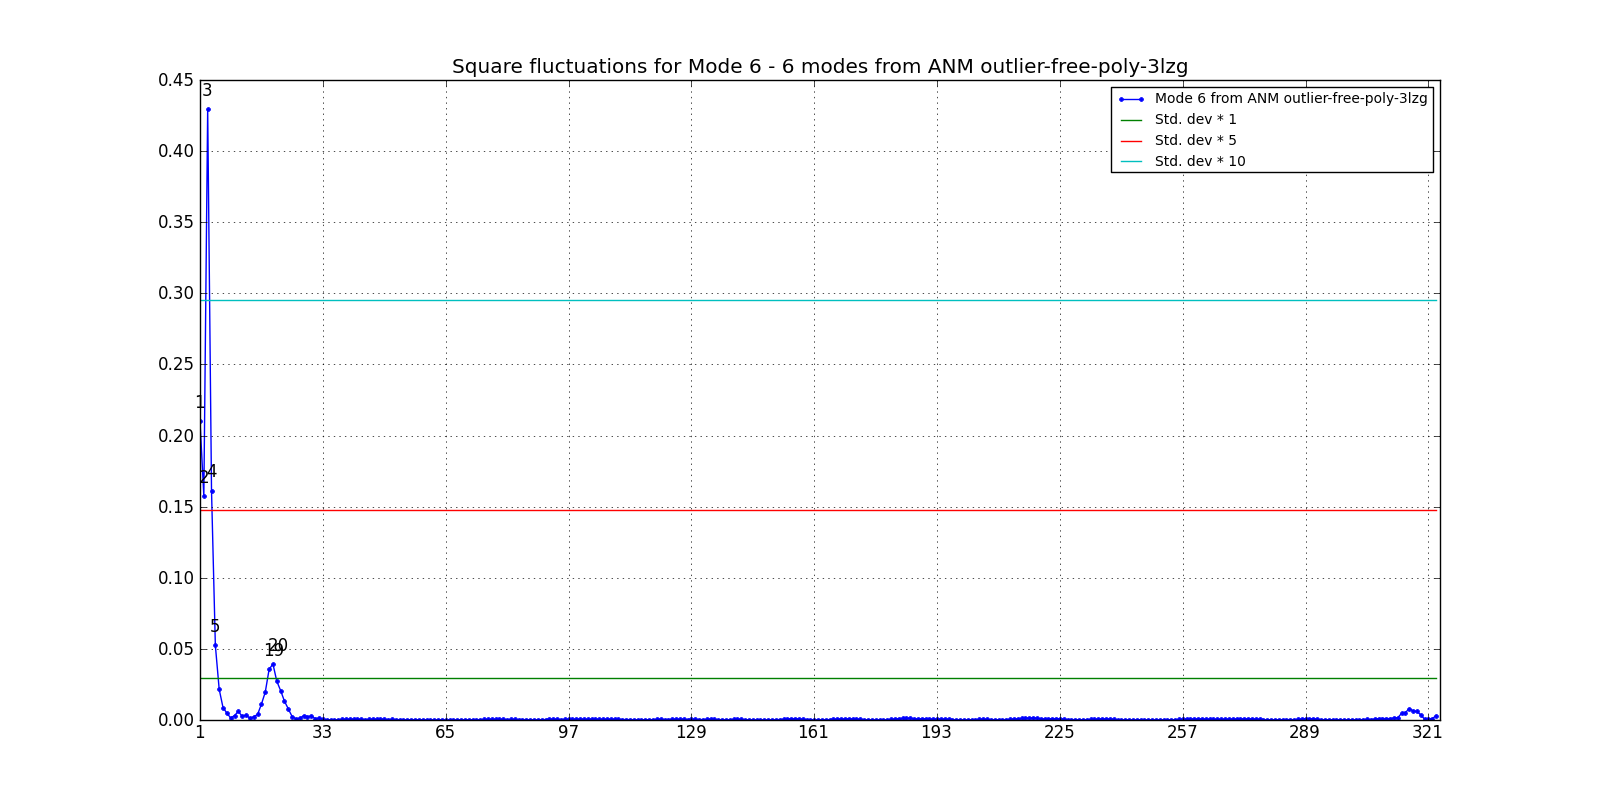 Square fluctuations for Mode 6 - 6 modes from ANM outlier-free-poly-3lzg
0.45
3
Mode 6 from ANM outlier-free-poly-3lzg
Std. dev * 1
0.40
Std. dev * 5
Std. dev * 10
0.35
0.30
0.25
1
0.20
2
4
0.15
0.10
5
0.05
19
20
0.00
1 33 65 97 129 161 193 225 257 289 321